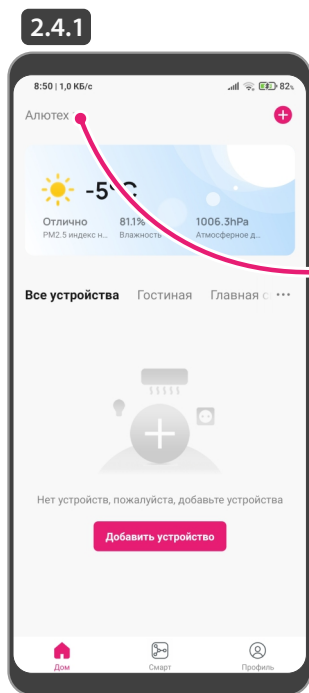 2.4.1
8:50 | 1,0 КБ/с 82%
Алютех
-5°C
Отлично 81.1% 1006.3hPa
PM2.5 индекс н... Влажность Атмосферное д...
Все устройства Гостиная Главная с ...
Нет устройств, пожалуйста, добавьте устройства
Добавить устройство
Дом Смарт Профиль